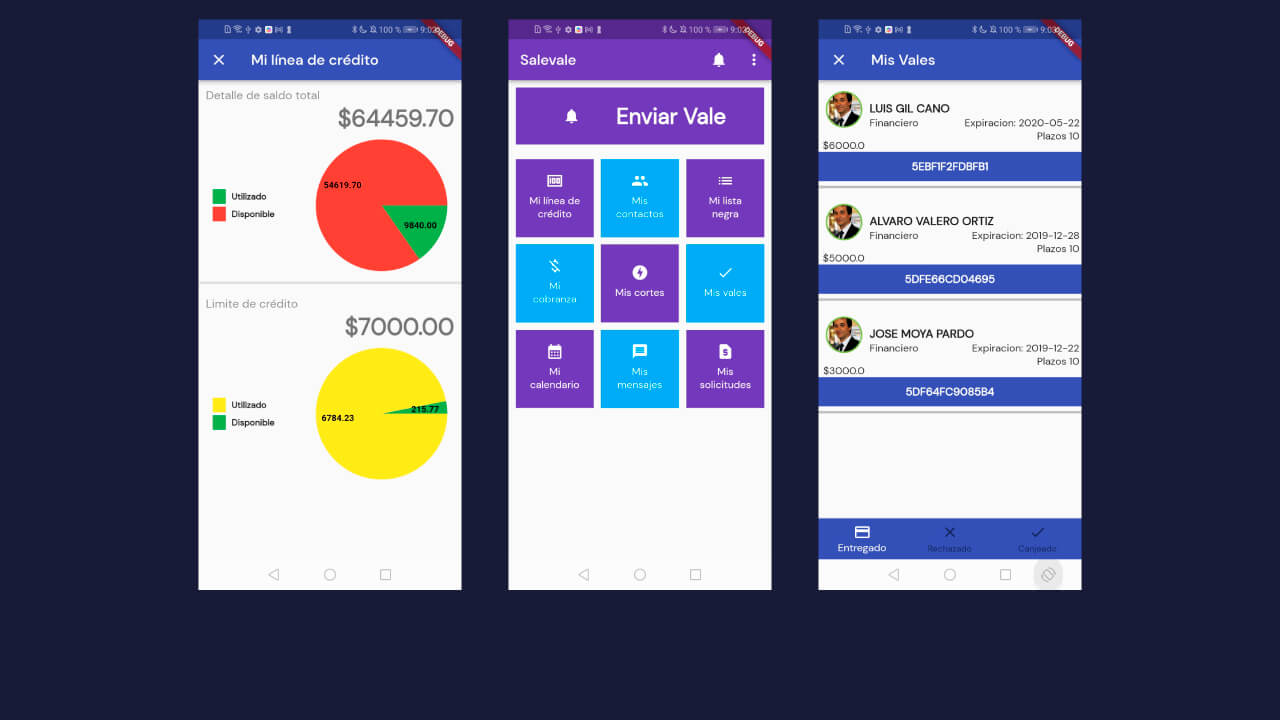 100 % 9:02
DEBUG
Mi línea de crédito
Detalle de saldo total
$64459.70
54619.70
Utilizado
Disponible
9840.00
Limite de crédito
$7000.00
Utilizado
Disponible
215.77
6784.23
100 % 9:02
DEBUG
Salevale
Enviar Vale
Mi línea de
crédito
Mis
contactos
Mi lista
negra
Mi
cobranza
Mis cortes
Mis vales
Mi
calendario
Mis
mensajes
Mis
solicitudes
100 % 9:03
DEBUG
Mis Vales
LUIS GIL CANO
Financiero Expiracion: 2020-05-22
Plazos 10
$6000.0
5EBF1F2FDBFB1
ALVARO VALERO ORTIZ
Financiero Expiracion: 2019-12-28
Plazos 10
$5000.0
5DFE66CD04695
JOSE MOYA PARDO
Financiero Expiracion: 2019-12-22
Plazos 10
$3000.0
5DF64FC9085B4
Entregado Rechazado Canjeado